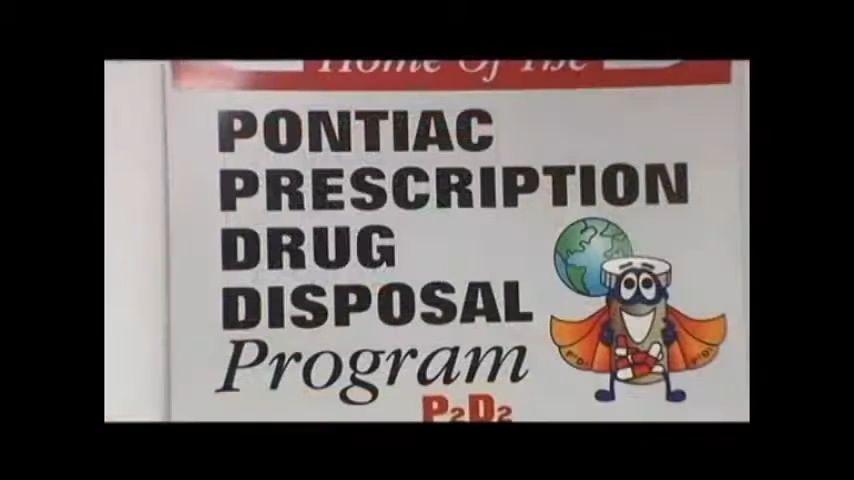 Home Of The
PONTIAC
PRESCRIPTION
DRUG
DISPOSAL
Program
P2D2